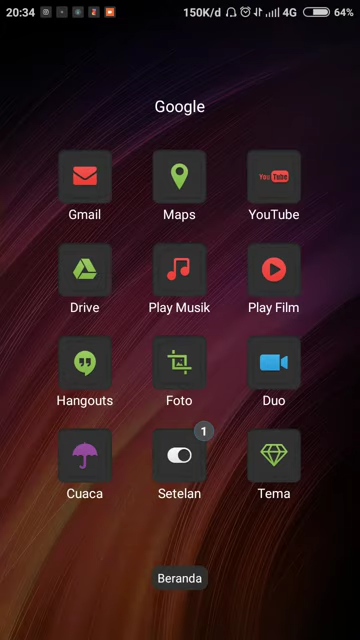 20:34 150K/d 4G 64%
Google
Gmail Maps YouTube
You Tube
Drive Play Musik Play Film
Hangouts Foto Duo
1
Cuaca Setelan Tema
Beranda